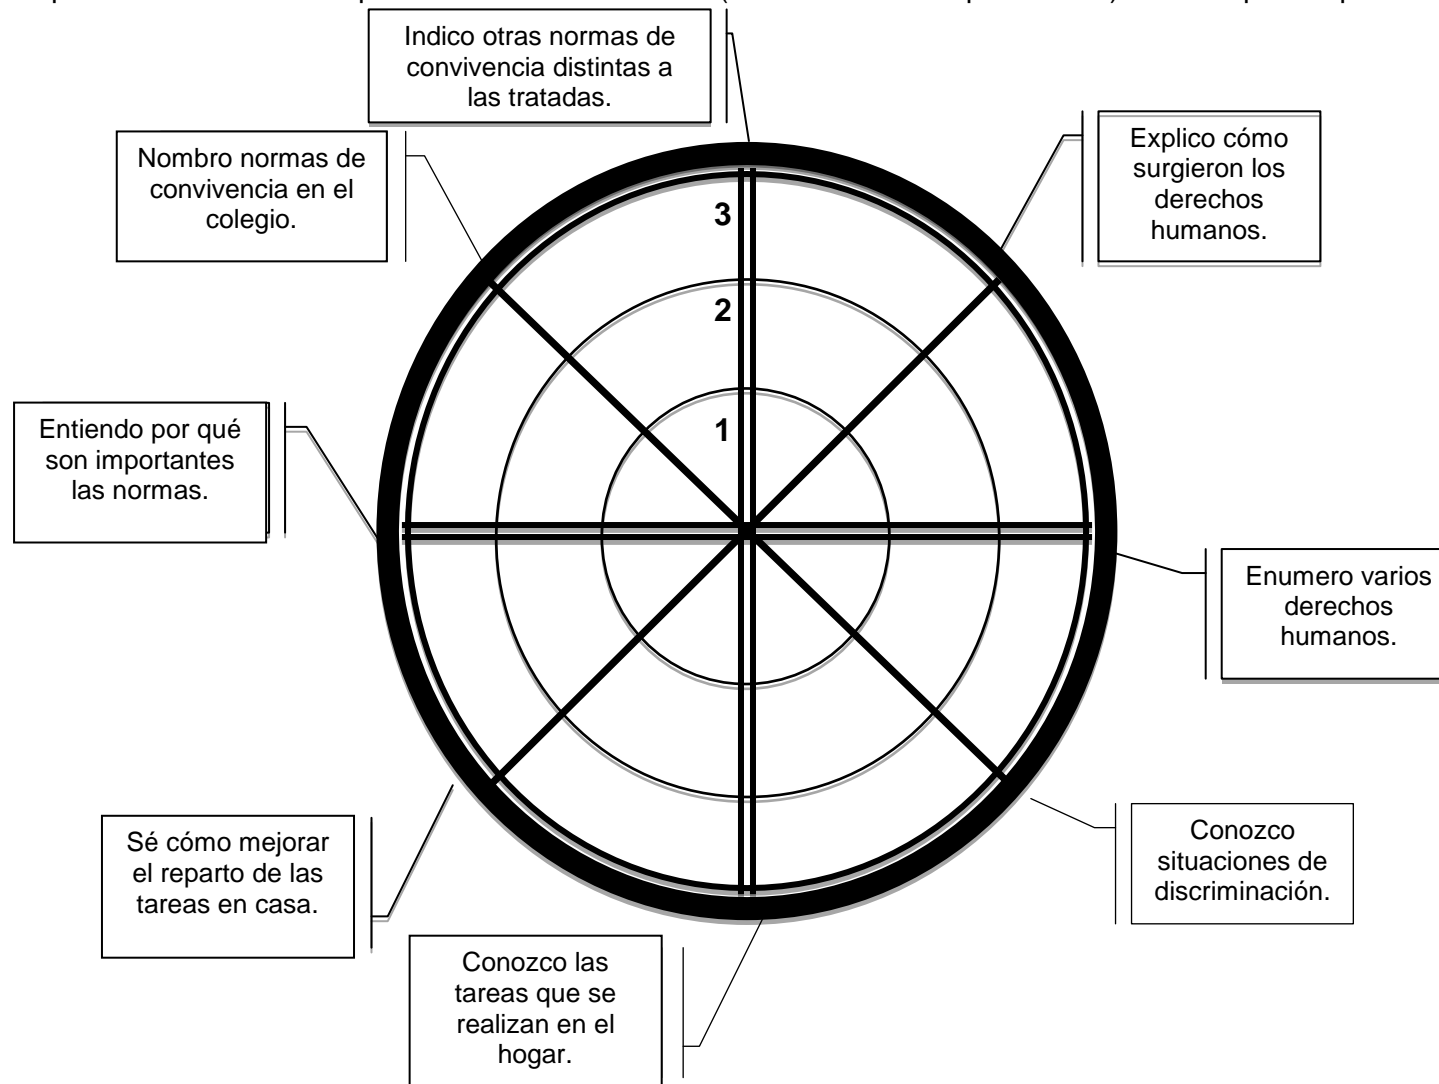 Indico otras normas de
convivencia distintas a
las tratadas.
Nombro normas de
convivencia en el
colegio.
Explico cómo
surgieron los
derechos
humanos.
3
2
1
Entiendo por qué
son importantes
las normas.
Enumero varios
derechos
humanos.
Sé cómo mejorar
el reparto de las
tareas en casa.
Conozco
situaciones de
discriminación.
Conozco las
tareas que se
realizan en el
hogar.